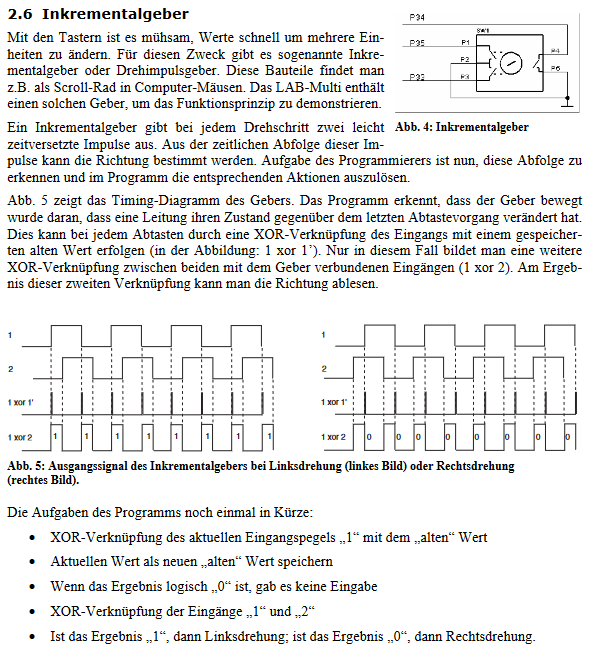 2.6 Inkrementalgeber
Mit den Tastern ist es mühsam, Werte schnell um mehrere Ein-
heiten zu ändern. Für diesen Zweck gibt es sogenannte Inkre-
mentalgeber oder Drehimpulsgeber. Diese Bauteile findet man
z.B. als Scroll-Rad in Computer-Mäusen. Das LAB-Multi enthält
einen solchen Geber, um das Funktionsprinzip zu demonstrieren.
P34
SW1
P35
P1
P2
P33
P3
P4
P5
Abb. 4: Inkrementalgeber
Ein Inkrementalgeber gibt bei jedem Drehschritt zwei leicht
zeitversetzte Impulse aus. Aus der zeitlichen Abfolge dieser Im-
pulse kann die Richtung bestimmt werden. Aufgabe des Programmierers ist nun, diese Abfolge zu
erkennen und im Programm die entsprechenden Aktionen auszulösen.
Abb. 5 zeigt das Timing-Diagramm des Gebers. Das Programm erkennt, dass der Geber bewegt
wurde daran, dass eine Leitung ihren Zustand gegenüber dem letzten Abtastevorgang verändert hat.
Dies kann bei jedem Abtasten durch eine XOR-Verknüpfung des Eingangs mit einem gespeicher-
ten alten Wert erfolgen (in der Abbildung: 1 xor 1’). Nur in diesem Fall bildet man eine weitere
XOR-Verknüpfung zwischen beiden mit dem Geber verbundenen Eingängen (1 xor 2). Am Ergeb-
nis dieser zweiten Verknüpfung kann man die Richtung ablesen.
1
2
1 xor 1'
1 xor 2 1 1 1 1 1 1 1 1
1
2
1 xor 1'
1 xor 2 0 0 0 0 0 0 0 0
Abb. 5: Ausgangssignal des Inkrementalgebers bei Linksdrehung (linkes Bild) oder Rechtsdrehung
(rechtes Bild).
Die Aufgaben des Programms noch einmal in Kürze:
• XOR-Verknüpfung des aktuellen Eingangspegels „1“ mit dem „alten“ Wert
• Aktuellen Wert als neuen „alten“ Wert speichern
• Wenn das Ergebnis logisch „0“ ist, gab es keine Eingabe
• XOR-Verknüpfung der Eingänge „1“ und „2“
• Ist das Ergebnis „1“, dann Linksdrehung; ist das Ergebnis „0“, dann Rechtsdrehung.